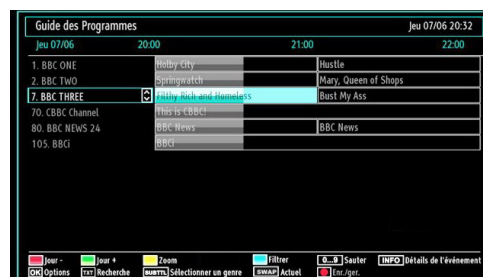 Guide des Programmes Jeu 07/06 20:32
Jeu 07/06 20:00 21:00 22:00
1. BBC ONE Holby City Hustle
2. BBC TWO Springwatch Mary, Queen of Shops
7. BBC THREE Filthy Rich and Homeless Bust My Ass
70. CBBC Channel This is CBBC!
80. BBC NEWS 24 BBC News BBC News
105. BBCi BBCi
Jour - Jour + Zoom Filtrer 0...9 Sauter INFO Détails de l'événement
OK Options TXT Recherche SUBTTL Sélectionner un genre SWAP Actuel Enr./ger.